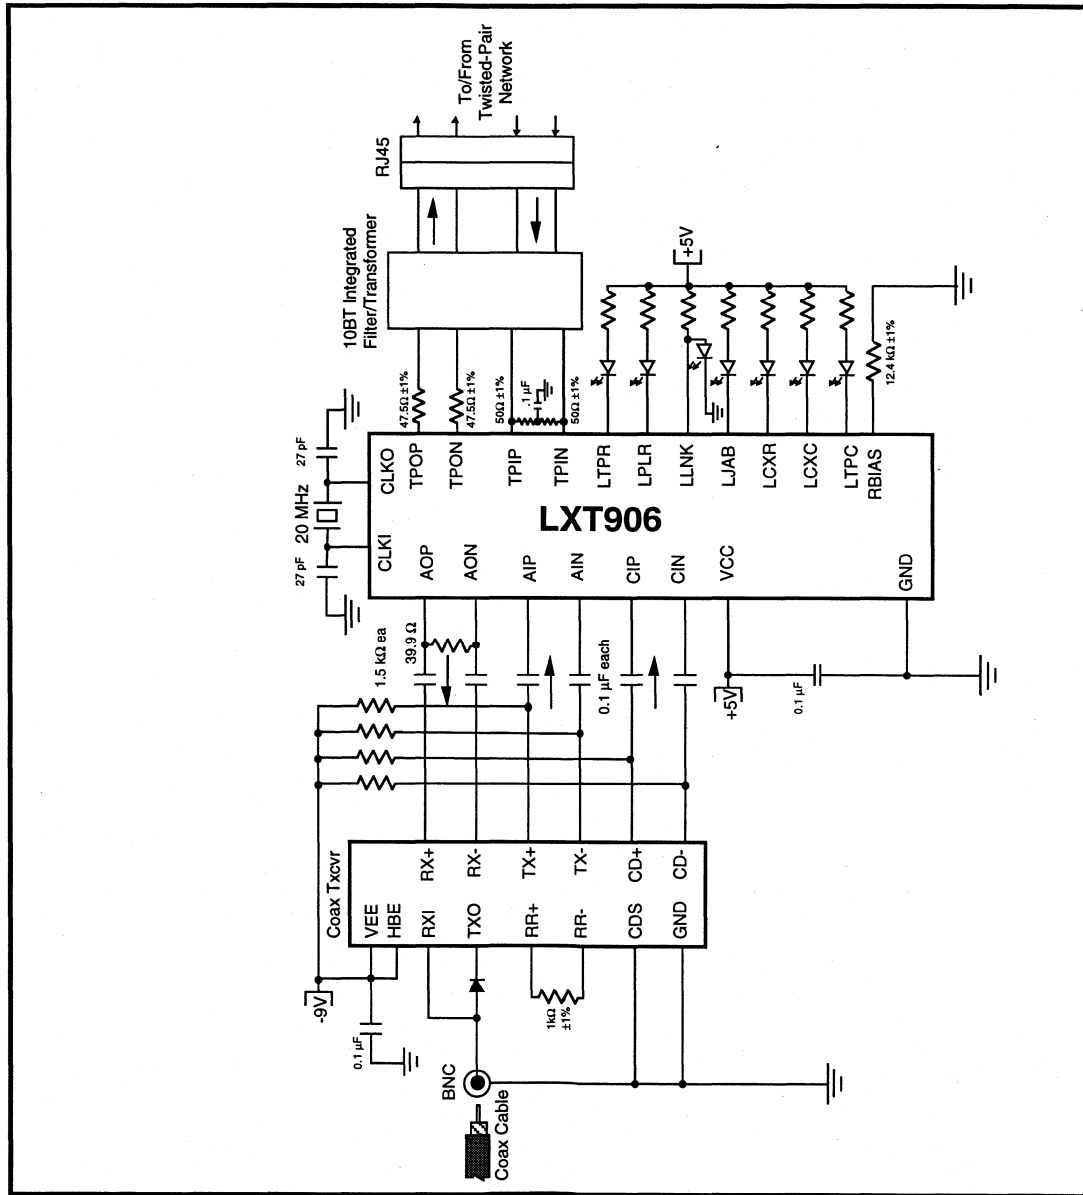 To/From
Twisted-Pair
Network
RJ45
10BT Integrated
Filter/Transformer
+5V
47.5Ω ±1%
47.5Ω ±1%
50Ω ±1%
.1 µF
50Ω ±1%
12.4 kΩ ±1%
27 pF
20 MHz
27 pF
CLKO
CLKI
TPOP
TPON
TPIP
TPIN
LTPR
LPLR
LLNK
LJAB
LCXR
LCXC
LTPC
RBIAS
LXT906
AOP
AON
AIP
AIN
CIP
CIN
VCC
GND
1.5 kΩ ea
39.9 Ω
0.1 µF each
+5V
0.1 µF
Coax Txcvr
RX+
RX-
TX+
TX-
CD+
CD-
VEE
HBE
RXI
TXO
RR+
RR-
CDS
GND
-9V
0.1 µF
1kΩ
±1%
BNC
Coax Cable